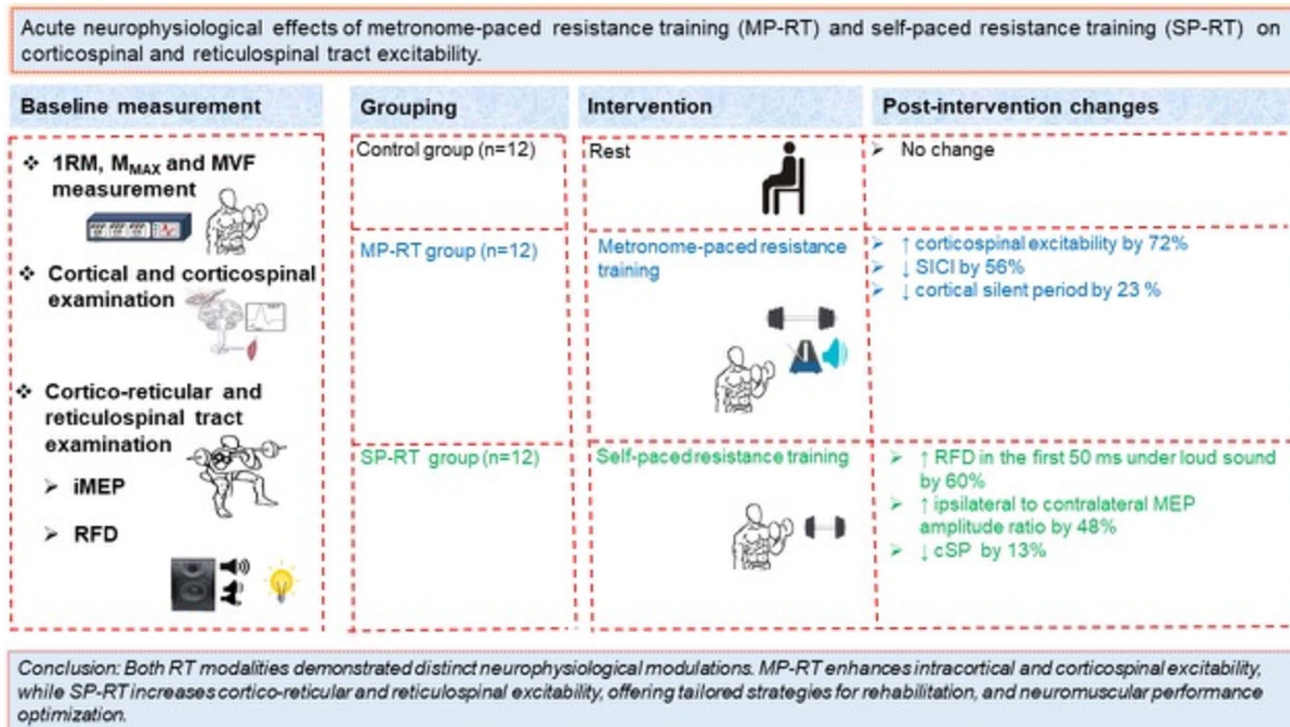 Acute neurophysiological effects of metronome-paced resistance training (MP-RT) and self-paced resistance training (SP-RT) on
corticospinal and reticulospinal tract excitability.
Baseline measurement
❖ 1RM, MMAX and MVF
measurement
❖ Cortical and corticospinal
examination
❖ Cortico-reticular and
reticulospinal tract
examination
➢ iMEP
➢ RFD
Grouping
Control group (n=12)
MP-RT group (n=12)
SP-RT group (n=12)
Intervention
Rest
Metronome-paced resistance
training
Self-paced resistance training
Post-intervention changes
➢ No change
➢ ↑ corticospinal excitability by 72%
➢ ↓ SICI by 56%
➢ ↓ cortical silent period by 23 %
➢ ↑ RFD in the first 50 ms under loud sound
by 60%
➢ ↑ ipsilateral to contralateral MEP
amplitude ratio by 48%
➢ ↓ cSP by 13%
Conclusion: Both RT modalities demonstrated distinct neurophysiological modulations. MP-RT enhances intracortical and corticospinal excitability,
while SP-RT increases cortico-reticular and reticulospinal excitability, offering tailored strategies for rehabilitation, and neuromuscular performance
optimization.